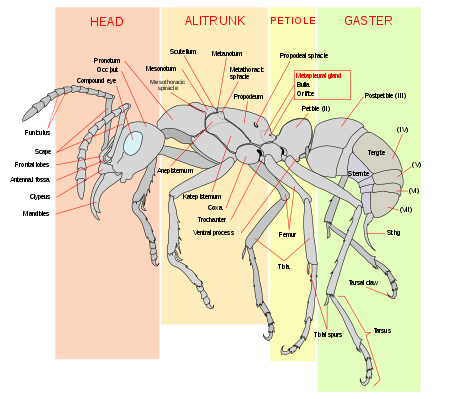 HEAD
ALITRUNK
PETIOLE
GASTER
Scutellum
Metanotum
Propodeal spiracle
Pronotum
Mesonotum
Metathoracic
spiracle
Metapleural gland
Occiput
Bulla
Compound eye
Mesothoracic
spiracle
Orifice
Propodeum
Petiole (II)
Postpetiole (III)
(IV)
Funiculus
Tergite
Scape
(V)
Frontal lobes
Anepisternum
Sternite
Antennal fossa
(VI)
Clypeus
Katepisternum
Coxa
(VII)
Mandibles
Trochanter
Ventral process
Femur
Sting
Tibia
Tarsal claw
Tibial spurs
Tarsus